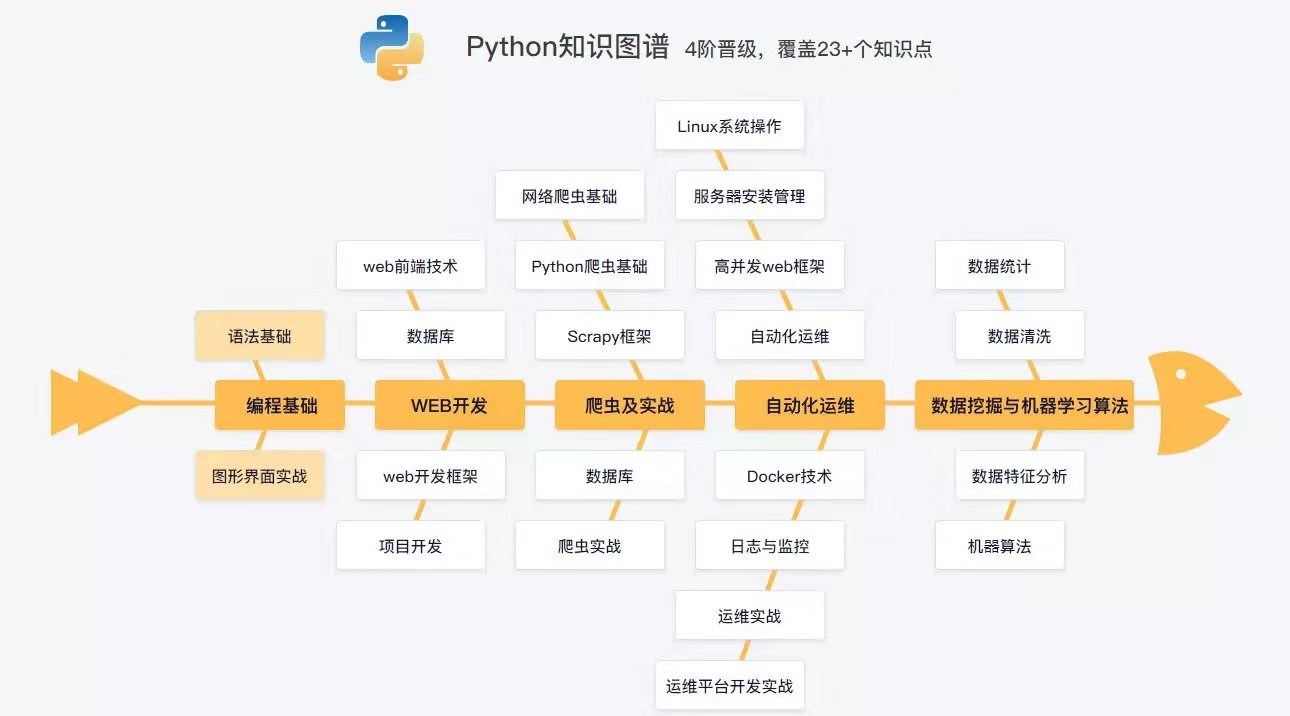 Python知识图谱 4阶晋级，覆盖23+个知识点
Linux系统操作
网络爬虫基础
服务器安装管理
web前端技术
Python爬虫基础
高并发web框架
数据统计
语法基础
数据库
Scrapy框架
自动化运维
数据清洗
编程基础
WEB开发
爬虫及实战
自动化运维
数据挖掘与机器学习算法
图形界面实战
web开发框架
数据库
Docker技术
数据特征分析
项目开发
爬虫实战
日志与监控
机器算法
运维实战
运维平台开发实战